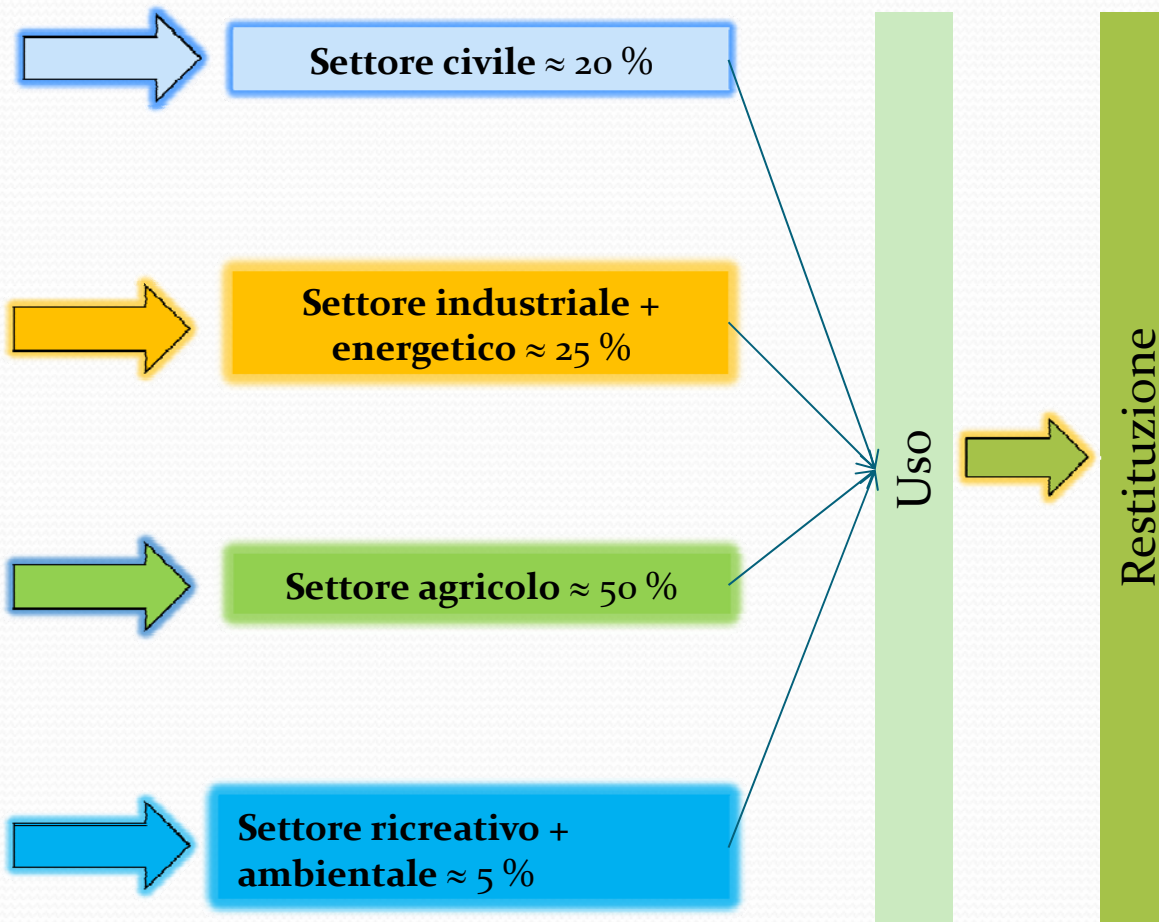 Settore civile ≈ 20 %
Settore industriale +
energetico ≈ 25 %
Settore agricolo ≈ 50 %
Settore ricreativo +
ambientale ≈ 5 %
Uso
Restituzione